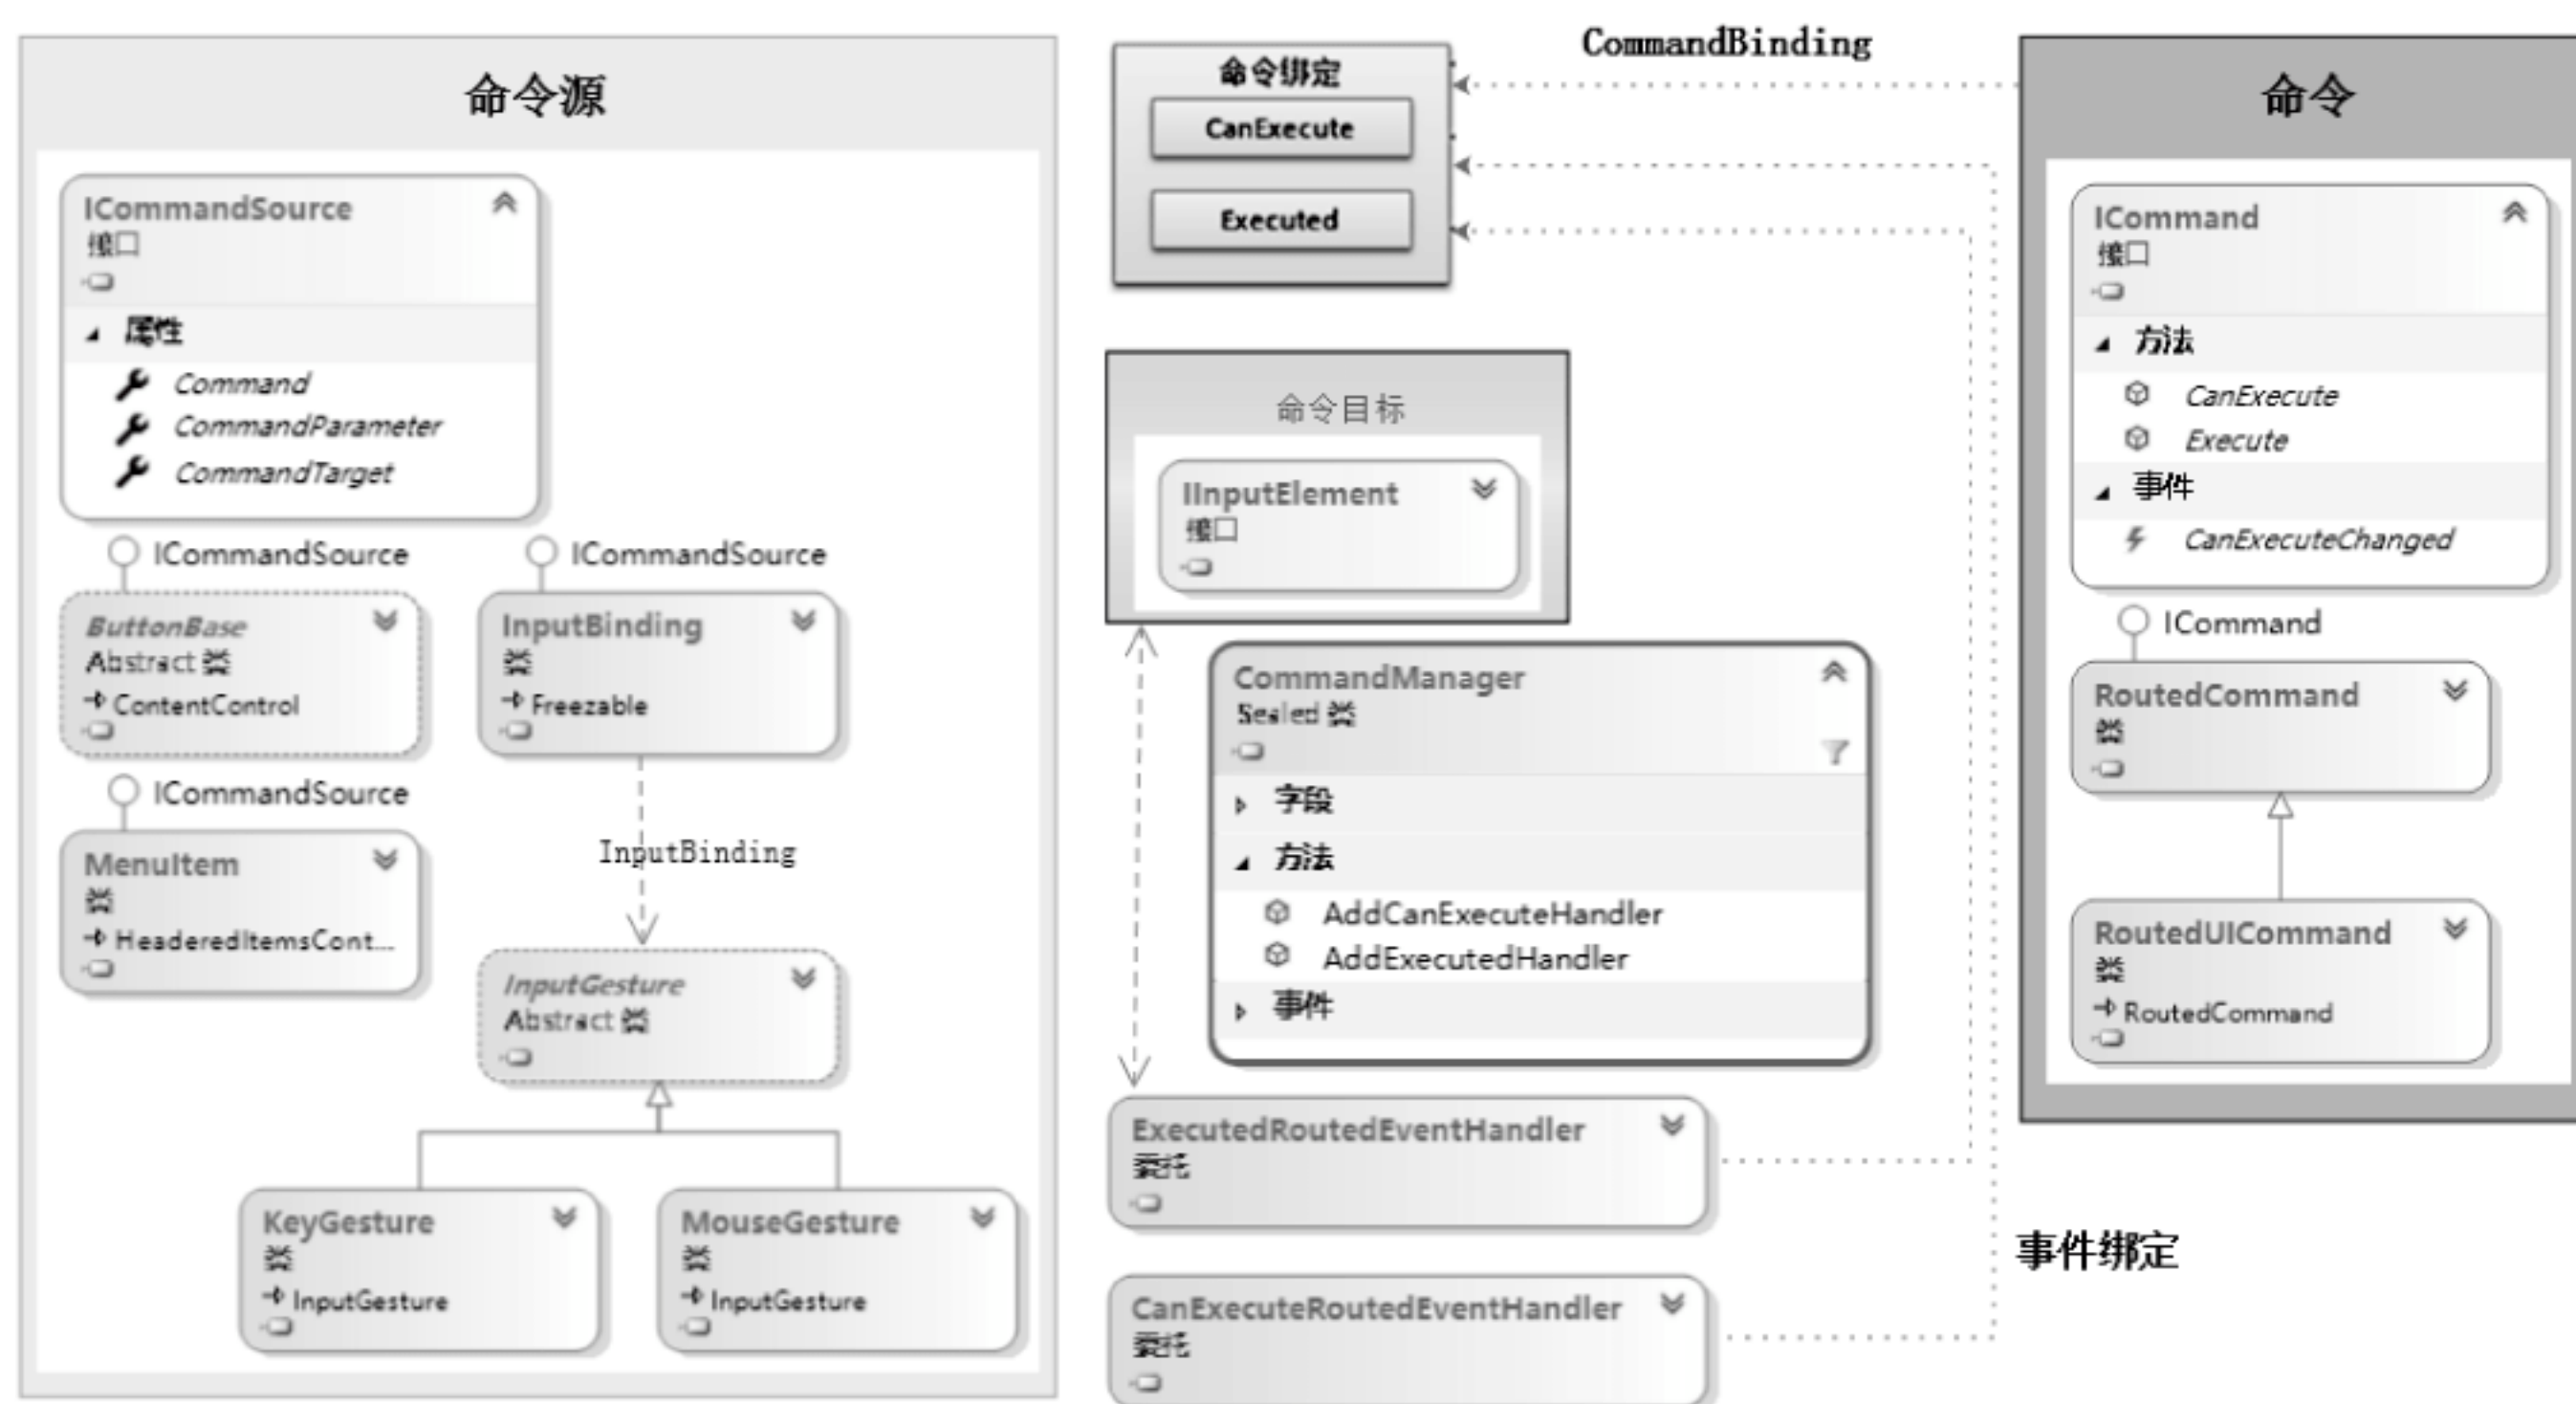 命令源
ICommandSource
接口
属性
Command
CommandParameter
CommandTarget
ICommandSource
ButtonBase
Abstract 类
ContentControl
ICommandSource
InputBinding
类
Freezable
ICommandSource
MenuItem
类
HeaderedItemsCont...
InputBinding
InputGesture
Abstract 类
KeyGesture
类
InputGesture
MouseGesture
类
InputGesture
命令绑定
CanExecute
Executed
CommandBinding
命令目标
IInputElement
接口
CommandManager
Sealed 类
字段
方法
AddCanExecuteHandler
AddExecutedHandler
事件
ExecutedRoutedEventHandler
委托
CanExecuteRoutedEventHandler
委托
事件绑定
命令
ICommand
接口
方法
CanExecute
Execute
事件
CanExecuteChanged
ICommand
RoutedCommand
类
RoutedUICommand
类
RoutedCommand